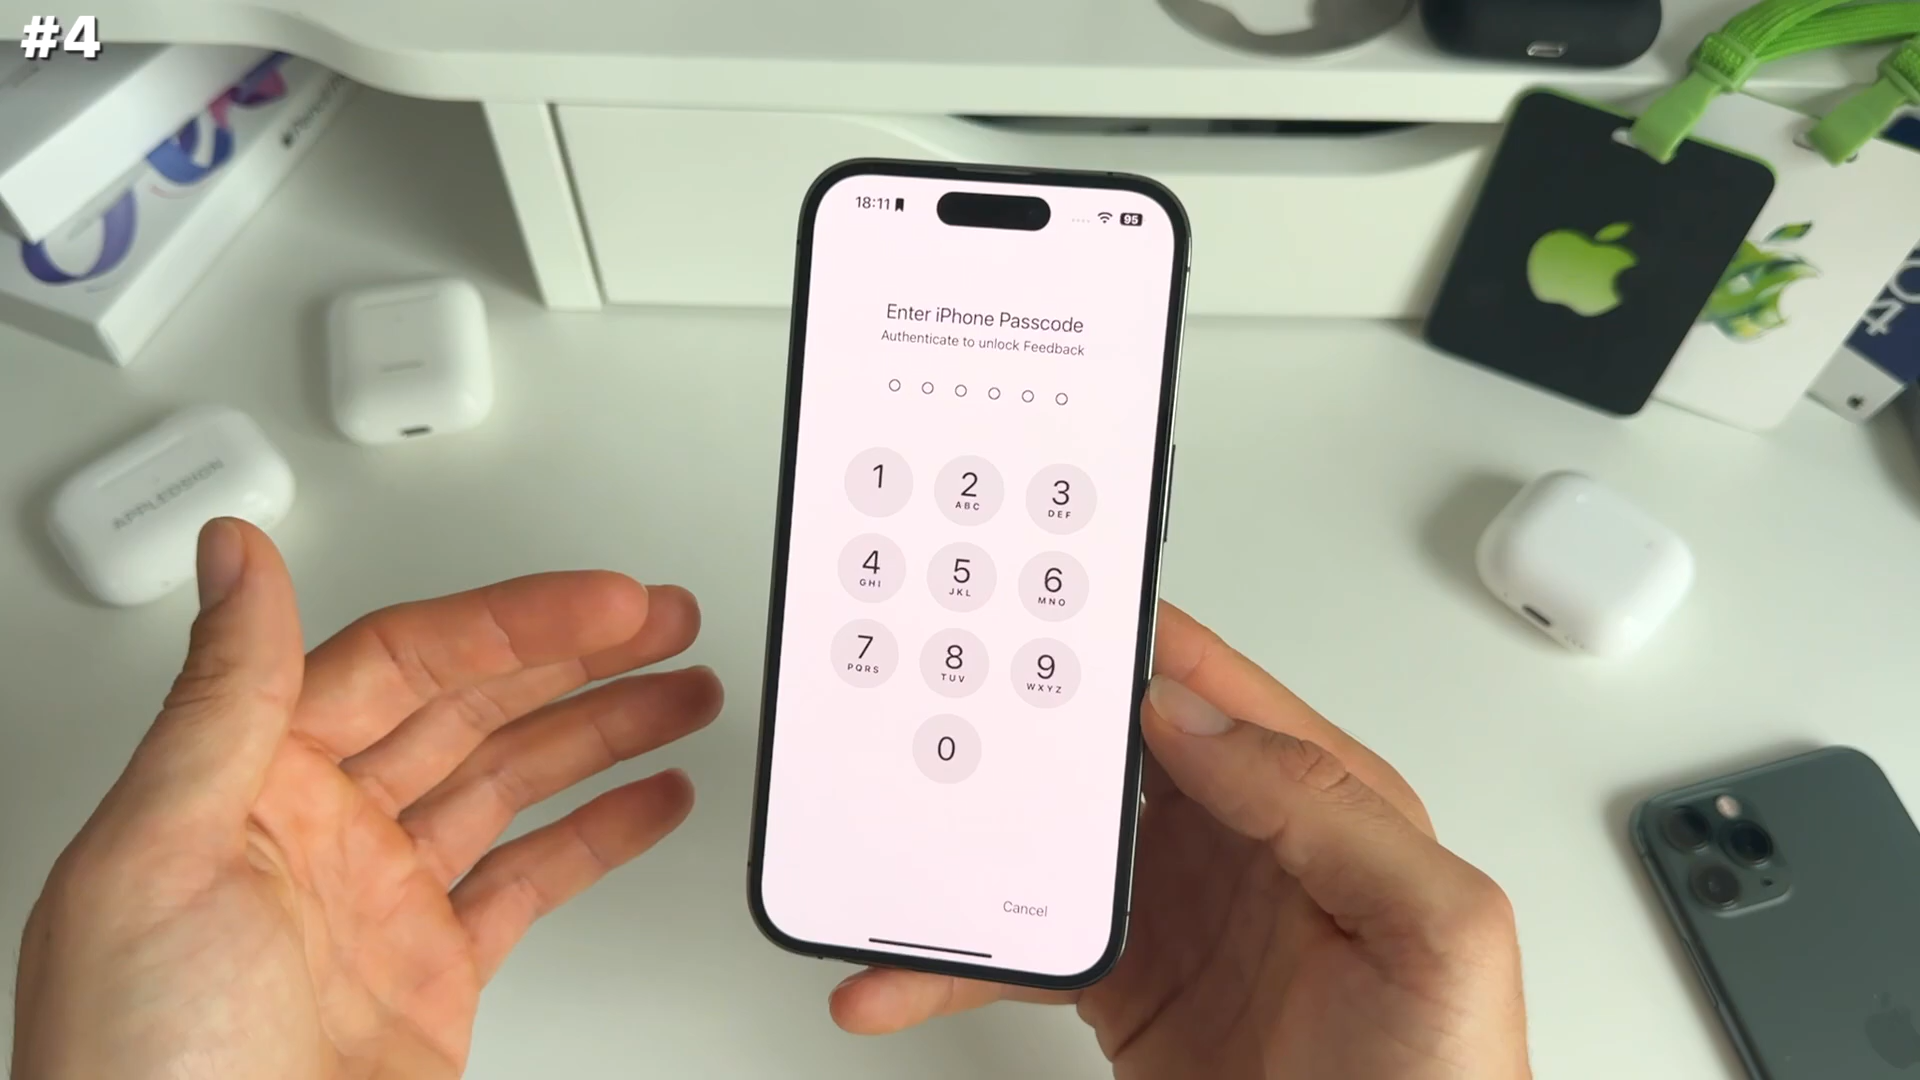 #4
18:11
95
Enter iPhone Passcode
Authenticate to unlock Feedback
1
2
ABC
3
DEF
4
GHI
5
JKL
6
MNO
7
PQRS
8
TUV
9
WXYZ
0
Cancel
APPLEDSIGN